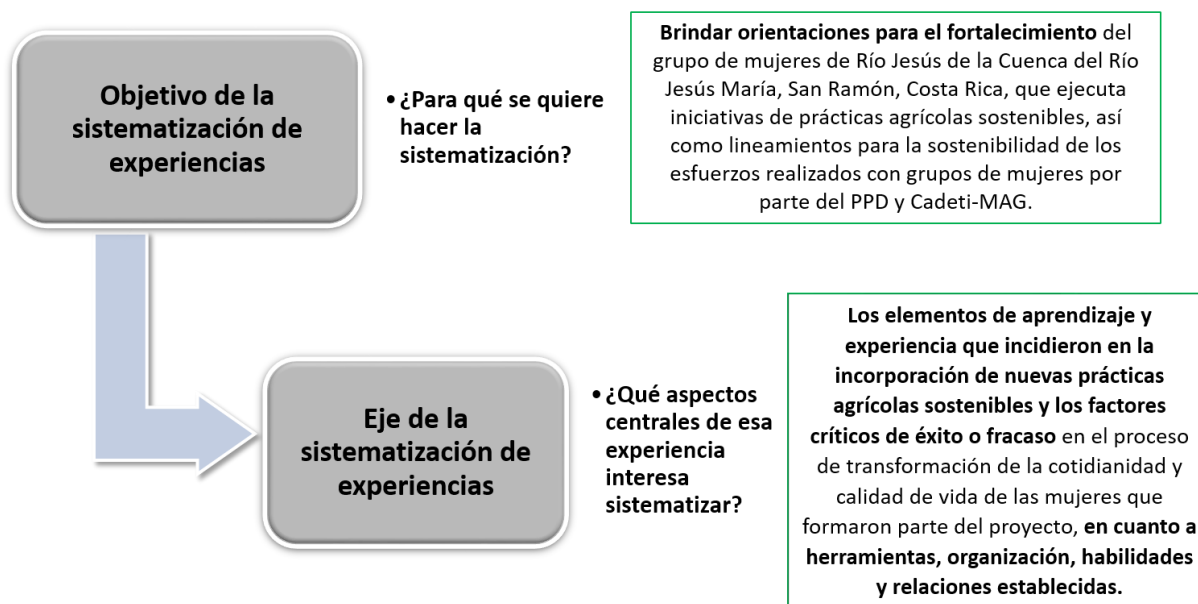 Objetivo de la
sistematización de
experiencias
• ¿Para qué se quiere
hacer la
sistematización?
Brindar orientaciones para el fortalecimiento del
grupo de mujeres de Río Jesús de la Cuenca del Río
Jesús María, San Ramón, Costa Rica, que ejecuta
iniciativas de prácticas agrícolas sostenibles, así
como lineamientos para la sostenibilidad de los
esfuerzos realizados con grupos de mujeres por
parte del PPD y Cadeti-MAG.
Eje de la
sistematización de
experiencias
• ¿Qué aspectos
centrales de esa
experiencia
interesa
sistematizar?
Los elementos de aprendizaje y
experiencia que incidieron en la
incorporación de nuevas prácticas
agrícolas sostenibles y los factores
críticos de éxito o fracaso en el proceso
de transformación de la cotidianidad y
calidad de vida de las mujeres que
formaron parte del proyecto, en cuanto a
herramientas, organización, habilidades
y relaciones establecidas.